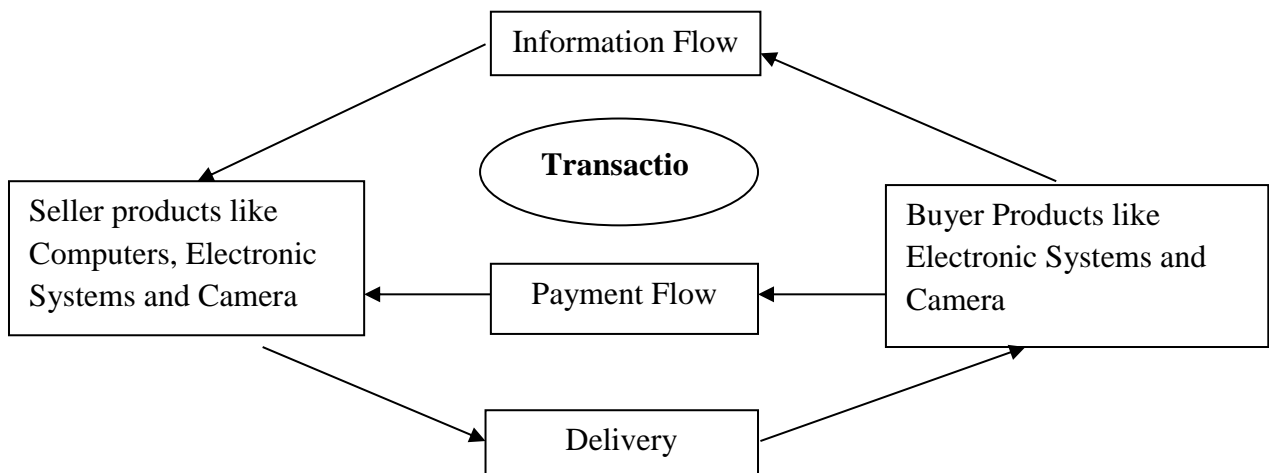 Information Flow
Transactio
Seller products like
Computers, Electronic
Systems and Camera
Buyer Products like
Electronic Systems and
Camera
Payment Flow
Delivery